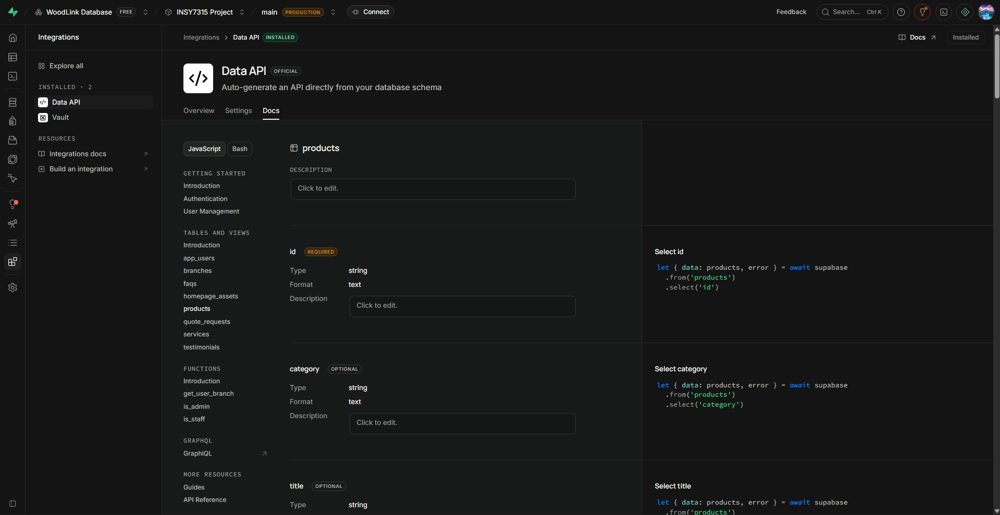 WoodLink Database FREE
INSY7315 Project
main PRODUCTION
Connect
Feedback
Search... Ctrl K
Integrations
Explore all
INSTALLED · 2
Data API
Vault
RESOURCES
Integrations docs
Build an integration
Integrations > Data API INSTALLED
Docs
Installed
Data API OFFICIAL
Auto-generate an API directly from your database schema
Overview Settings Docs
JavaScript Bash
GETTING STARTED
Introduction
Authentication
User Management
TABLES AND VIEWS
Introduction
app_users
branches
faqs
homepage_assets
products
quote_requests
services
testimonials
FUNCTIONS
Introduction
get_user_branch
is_admin
is_staff
GRAPHQL
GraphiQL
MORE RESOURCES
Guides
API Reference
products
DESCRIPTION
Click to edit.
id REQUIRED
Type string
Format text
Description Click to edit.
Select id
let { data: products, error } = await supabase
.from('products')
.select('id')
category OPTIONAL
Type string
Format text
Description Click to edit.
Select category
let { data: products, error } = await supabase
.from('products')
.select('category')
title OPTIONAL
Type string
Select title
let { data: products, error } = await supabase
.from('products')